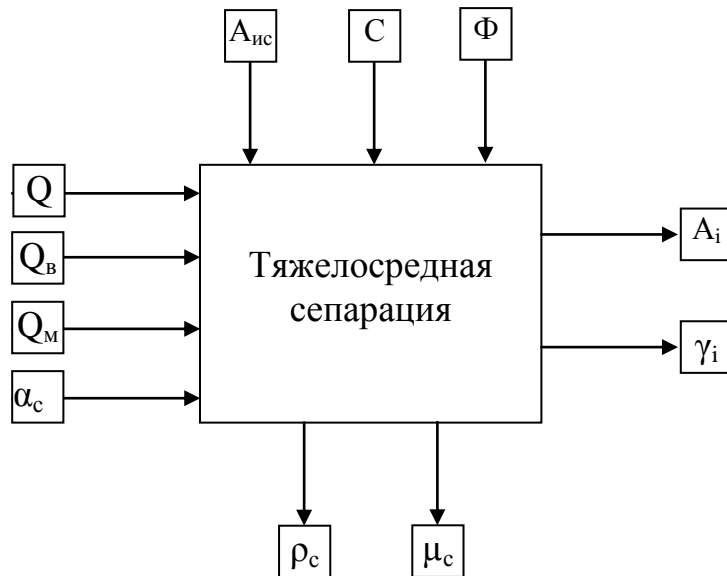 Aис C Ф
Q
Qв
Qм
αс
Тяжелосредная
сепарация
Ai
γi
ρс μс